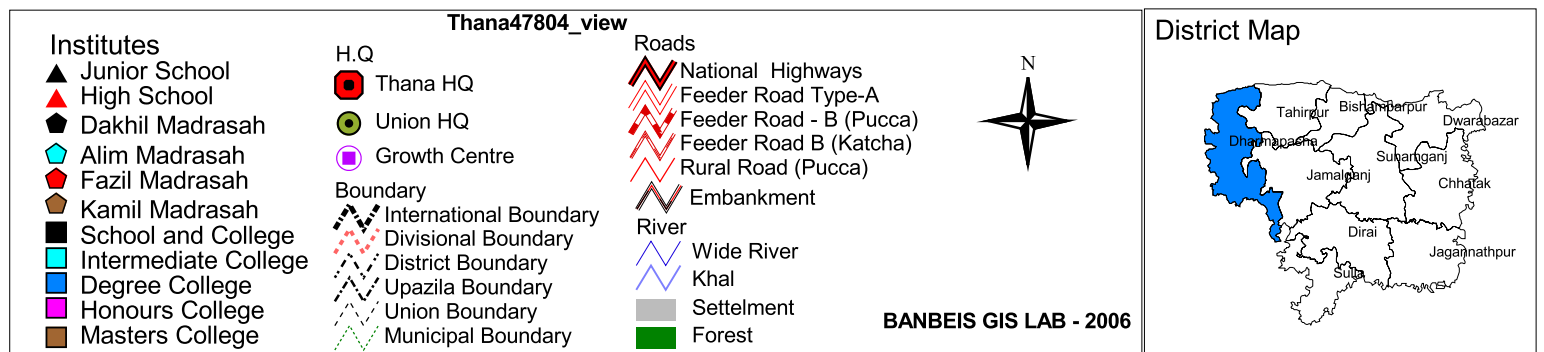 Thana47804_view
Institutes
Junior School
High School
Dakhil Madrasah
Alim Madrasah
Fazil Madrasah
Kamil Madrasah
School and College
Intermediate College
Degree College
Honours College
Masters College
H.Q
Thana HQ
Union HQ
Growth Centre
Boundary
International Boundary
Divisional Boundary
District Boundary
Upazila Boundary
Union Boundary
Municipal Boundary
Roads
National Highways
Feeder Road Type-A
Feeder Road - B (Pucca)
Feeder Road B (Katcha)
Rural Road (Pucca)
Embankment
River
Wide River
Khal
Settelment
Forest
N
BANBEIS GIS LAB - 2006
District Map
Tahirpur
Bishamparpur
Dwarabazar
Dharmapasha
Sunamganj
Jamalganj
Chhatak
Dirai
Jagannathpur
Sulla